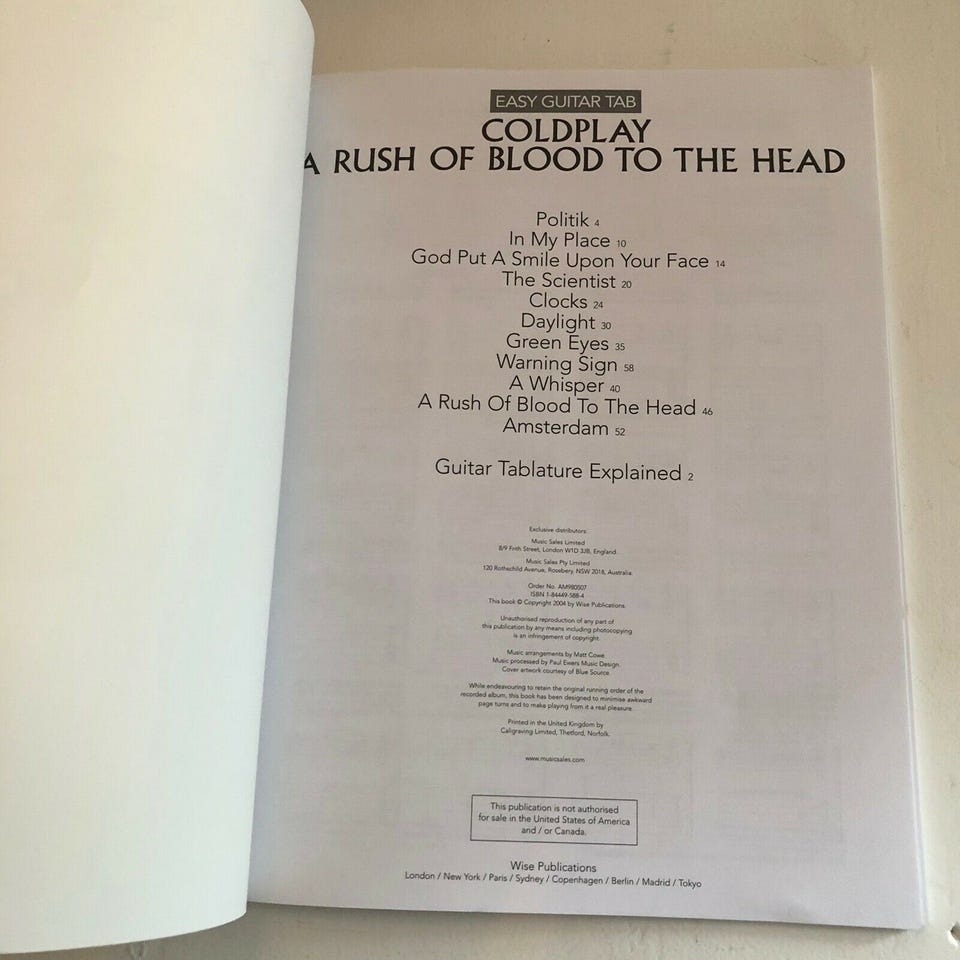 EASY GUITAR TAB
COLDPLAY
A RUSH OF BLOOD TO THE HEAD
Politik 4
In My Place 10
God Put A Smile Upon Your Face 14
The Scientist 20
Clocks 24
Daylight 30
Green Eyes 35
Warning Sign 58
A Whisper 40
A Rush Of Blood To The Head 46
Amsterdam 52
Guitar Tablature Explained 2
Exclusive distributors:
Music Sales Limited
8/9 Frith Street, London W1D 3JB, England.
Music Sales Pty Limited
120 Rothschild Avenue, Rosebery, NSW 2018, Australia.
Order No. AM980507
ISBN 1-84449-588-4
This book © Copyright 2004 by Wise Publications.
Unauthorised reproduction of any part of
this publication by any means including photocopying
is an infringement of copyright.
Music arrangements by Matt Cowe.
Music processed by Paul Ewers Music Design.
Cover artwork courtesy of Blue Source.
While endeavouring to retain the original running order of the
recorded album, this book has been designed to minimise awkward
page turns and to make playing from it a real pleasure.
Printed in the United Kingdom by
Caligraving Limited, Thetford, Norfolk.
www.musicsales.com
This publication is not authorised
for sale in the United States of America
and / or Canada.
Wise Publications
London / New York / Paris / Sydney / Copenhagen / Berlin / Madrid / Tokyo